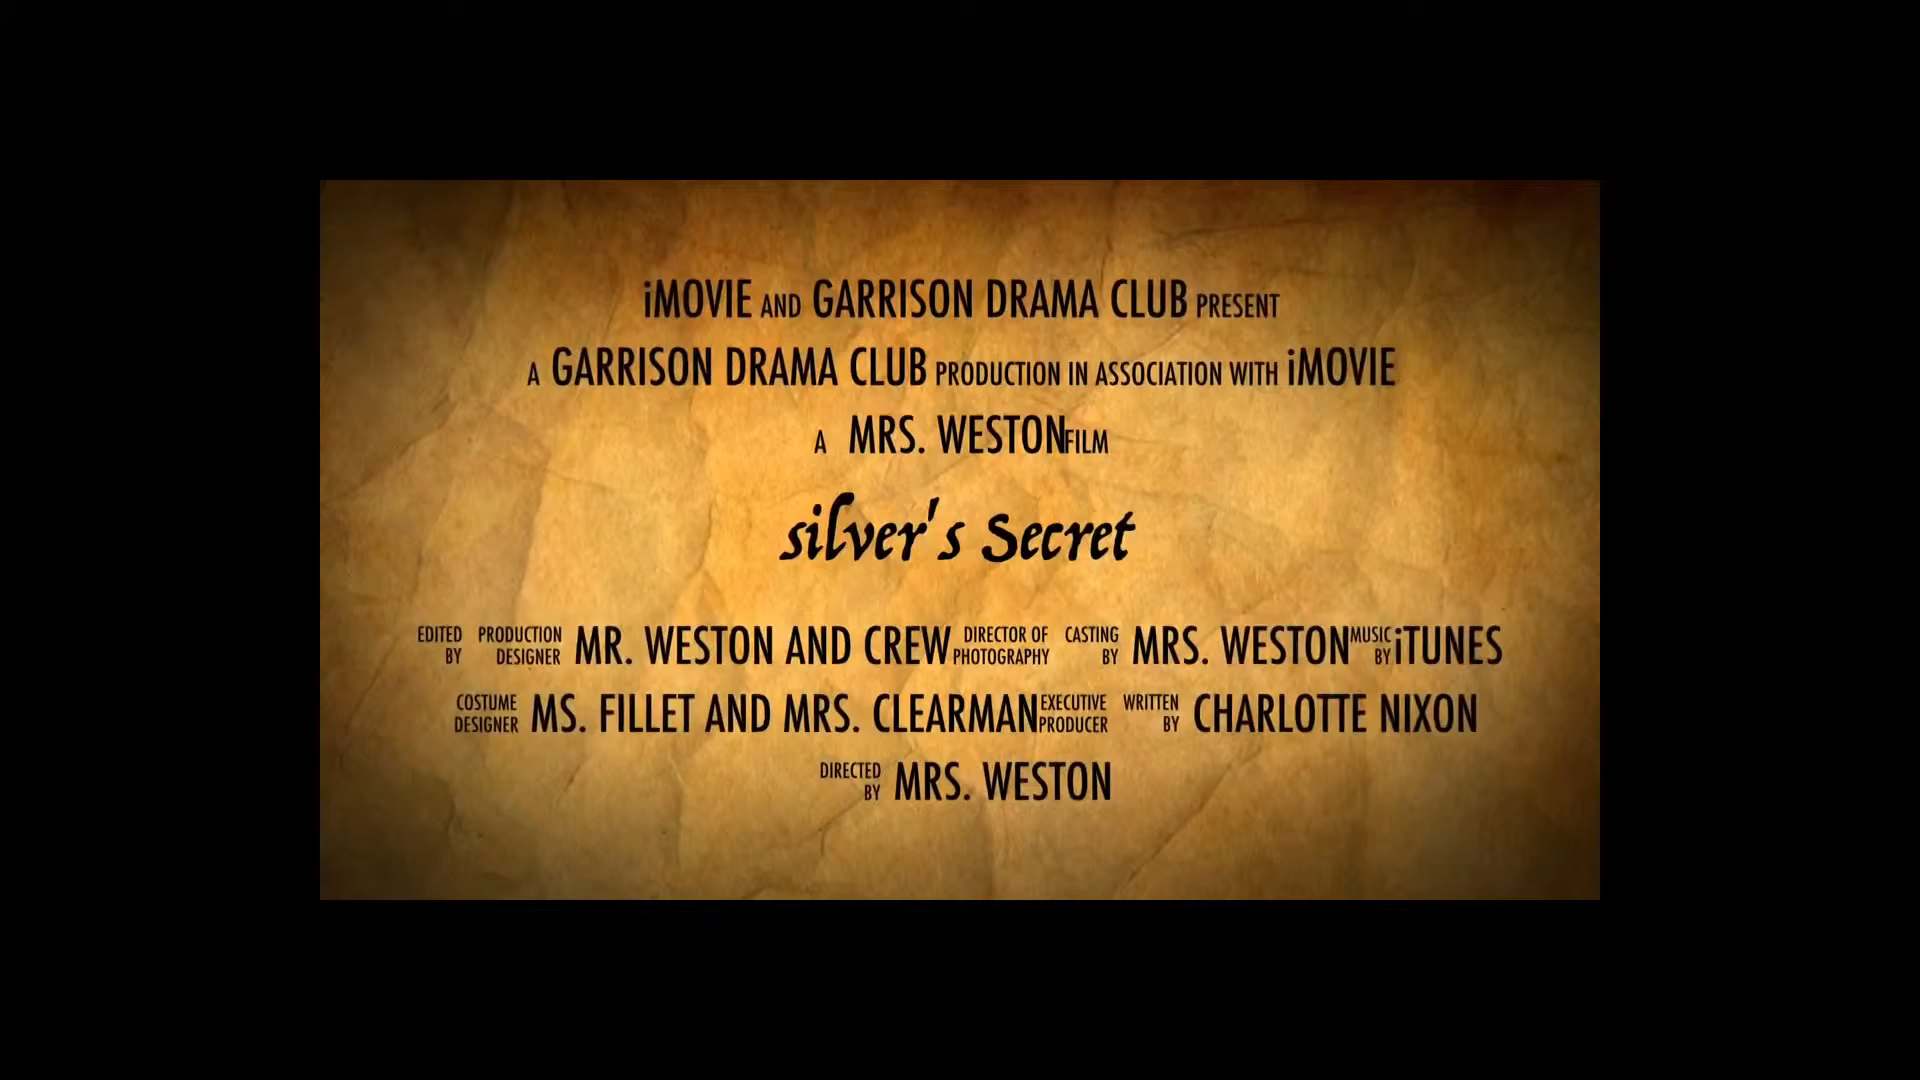 iMOVIE AND GARRISON DRAMA CLUB PRESENT
A GARRISON DRAMA CLUB PRODUCTION IN ASSOCIATION WITH iMOVIE
A MRS. WESTON FILM
silver's Secret
EDITED BY PRODUCTION DESIGNER MR. WESTON AND CREW DIRECTOR OF PHOTOGRAPHY CASTING BY MRS. WESTON MUSIC BY iTUNES
COSTUME DESIGNER MS. FILLET AND MRS. CLEARMAN EXECUTIVE PRODUCER WRITTEN BY CHARLOTTE NIXON
DIRECTED BY MRS. WESTON